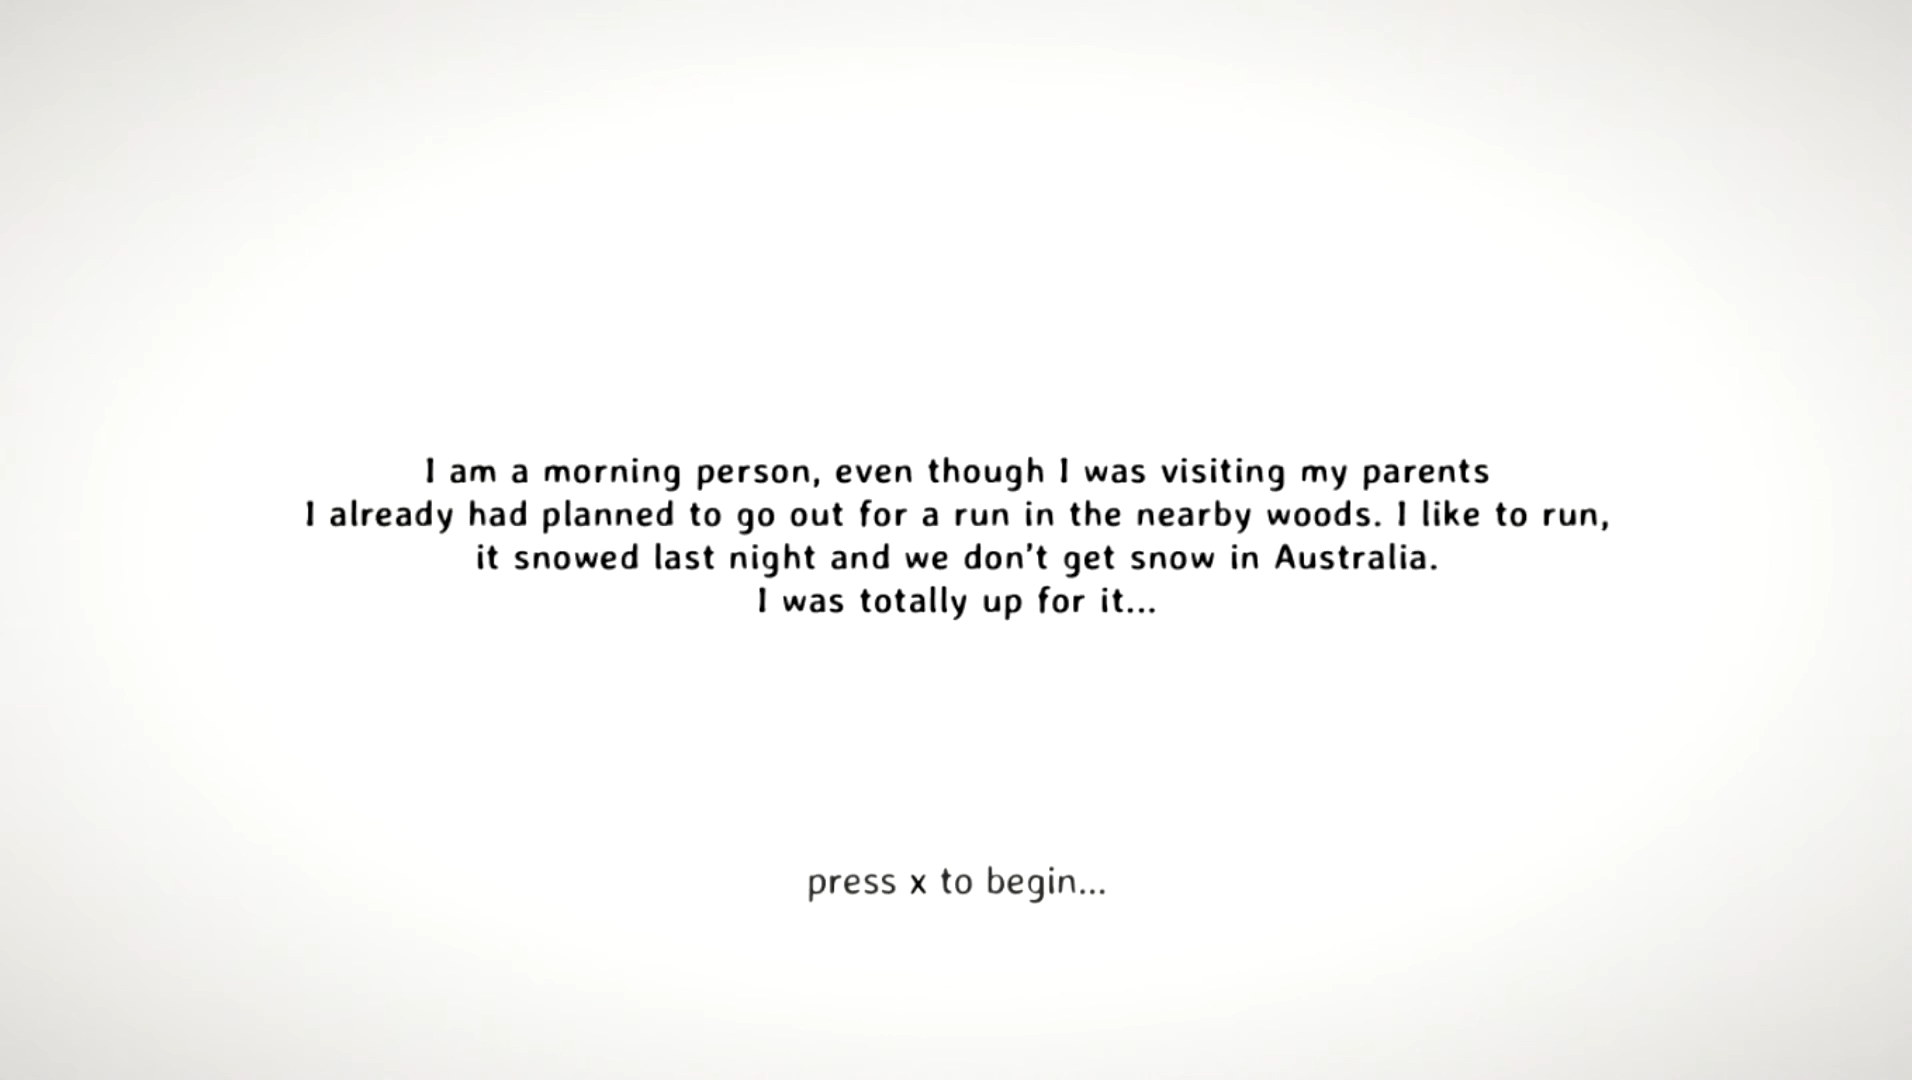 I am a morning person, even though I was visiting my parents
I already had planned to go out for a run in the nearby woods. I like to run,
it snowed last night and we don't get snow in Australia.
I was totally up for it...
press x to begin...